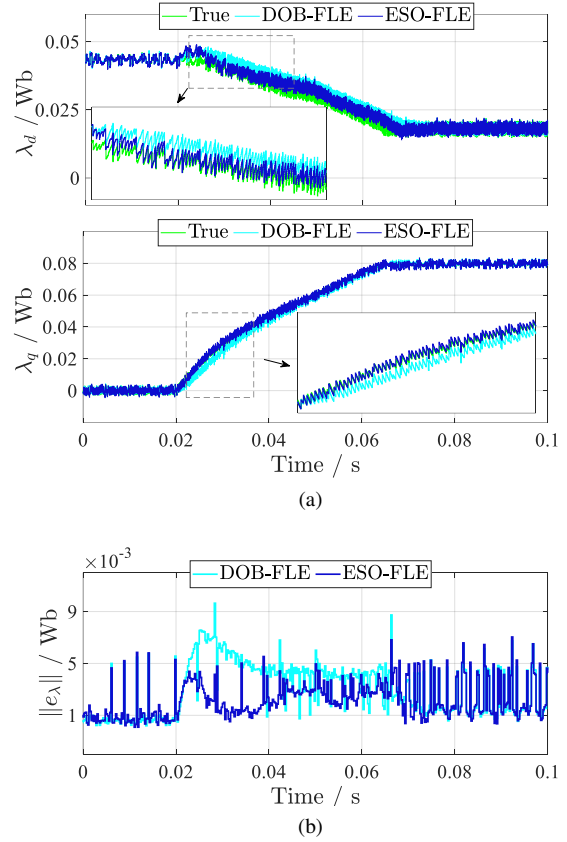 True DOB-FLE ESO-FLE
0.05
0.025
0
λd / Wb
True DOB-FLE ESO-FLE
0.08
0.06
0.04
0.02
0
λq / Wb
0 0.02 0.04 0.06 0.08 0.1
Time / s
(a)
×10⁻³
DOB-FLE ESO-FLE
9
5
1
||eλ|| / Wb
0 0.02 0.04 0.06 0.08 0.1
Time / s
(b)